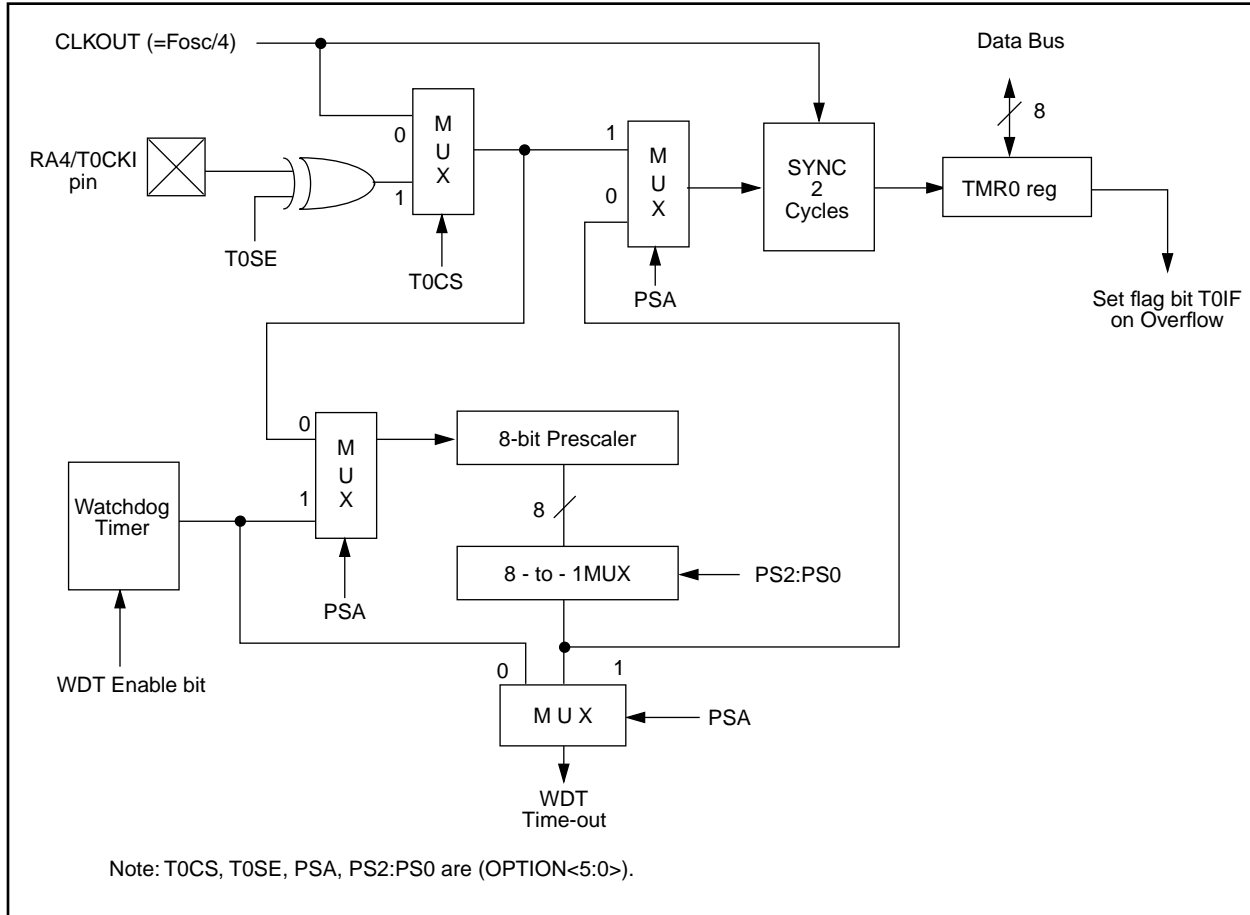 CLKOUT (=Fosc/4)
Data Bus
8
RA4/T0CKI
pin
T0SE
0
1
M
U
X
T0CS
1
0
M
U
X
PSA
SYNC
2
Cycles
TMR0 reg
Set flag bit T0IF
on Overflow
0
1
M
U
X
PSA
8-bit Prescaler
8
Watchdog
Timer
WDT Enable bit
8 - to - 1MUX
PS2:PS0
0
1
M U X
PSA
WDT
Time-out
Note: T0CS, T0SE, PSA, PS2:PS0 are (OPTION<5:0>).